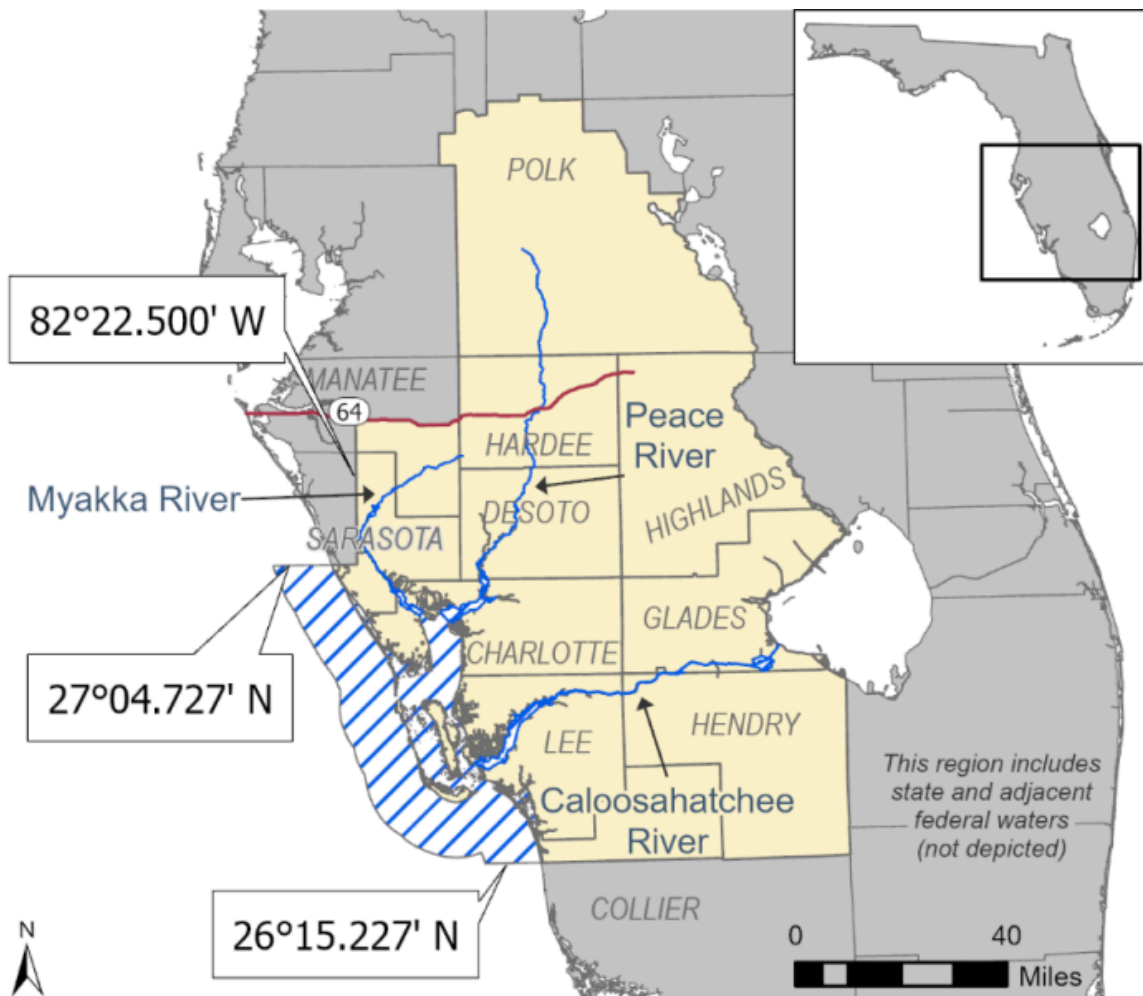 POLK
82°22.500' W
MANATEE
64
HARDEE
Peace
River
Myakka River
DESOTO
HIGHLANDS
SARASOTA
GLADES
CHARLOTTE
27°04.727' N
LEE
HENDRY
This region includes
state and adjacent
federal waters
(not depicted)
Caloosahatchee
River
26°15.227' N
COLLIER
N
0 40
Miles